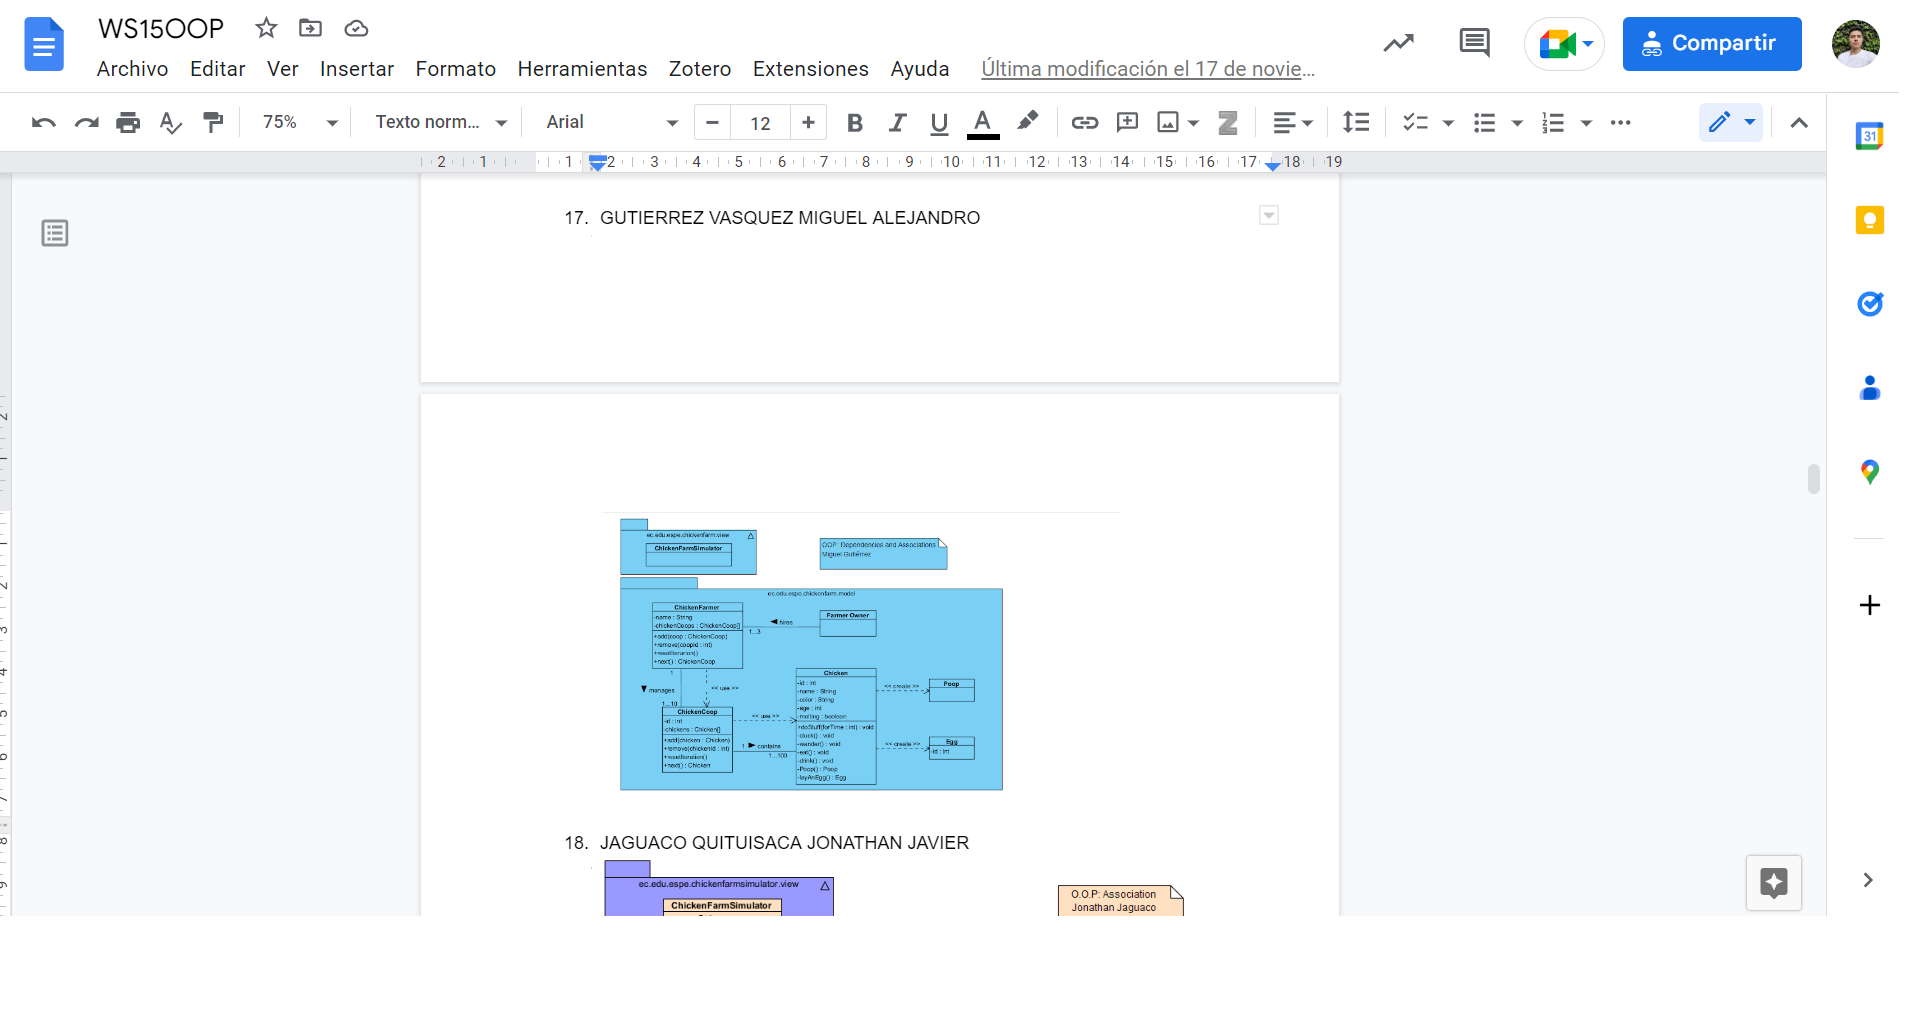 WS15OOP
Archivo Editar Ver Insertar Formato Herramientas Zotero Extensiones Ayuda Última modificación el 17 de novie...
Compartir
75% Texto norm... Arial − 12 + B I U A
2 1 1 2 3 4 5 6 7 8 9 10 11 12 13 14 15 16 17 18 19
31
17. GUTIERREZ VASQUEZ MIGUEL ALEJANDRO
ec.edu.espe.chickenfarm.view
ChickenFarmSimulator
OOP: Dependencies and Associations
Miguel Gutiérrez
ec.edu.espe.chickenfarm.model
ChickenFarmer
-name : String
-chickenCoops : ChickenCoop[]
+add(coop : ChickenCoop)
+remove(coopId : int)
+resetIterarion()
+next() : ChickenCoop
hires
1...3
Farmer Owner
1
manages
<< use >>
1...10
ChickenCoop
-id : int
-chickens : Chicken[]
+add(chicken : Chicken)
+remove(chickenId : int)
+resetIteration()
+next() : Chicken
<< use >>
1 contains
1...100
Chicken
-id : int
-name : String
-color : String
-age : int
-molting : boolean
+doStuff(forTime : int) : void
-cluck() : void
-wander() : void
-eat() : void
-drink() : void
-Poop() : Poop
-layAnEgg() : Egg
<< create >>
Poop
<< create >>
Egg
-id : int
18. JAGUACO QUITUISACA JONATHAN JAVIER
ec.edu.espe.chickenfarmsimulator.view
ChickenFarmSimulator
O.O.P: Association
Jonathan Jaguaco